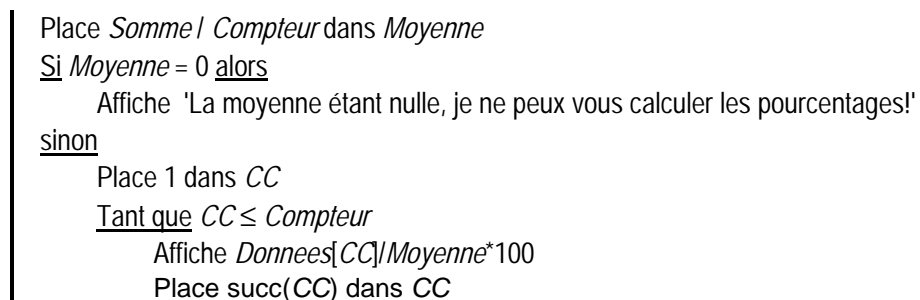 Place Somme / Compteur dans Moyenne
Si Moyenne = 0 alors
Affiche 'La moyenne étant nulle, je ne peux vous calculer les pourcentages!'
sinon
Place 1 dans CC
Tant que CC ≤ Compteur
Affiche Donnees[CC]/Moyenne*100
Place succ(CC) dans CC